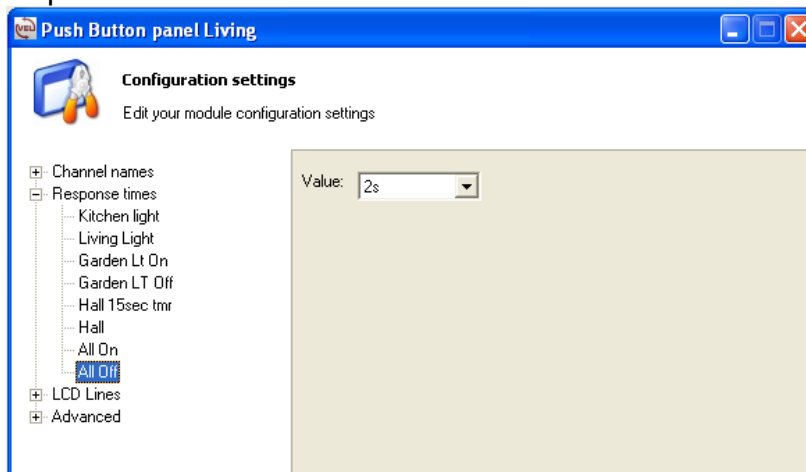 VEL Push Button panel Living
Configuration settings
Edit your module configuration settings
Channel names
Response times
Kitchen light
Living Light
Garden Lt On
Garden LT Off
Hall 15sec tmr
Hall
All On
All Off
LCD Lines
Advanced
Value: 2s